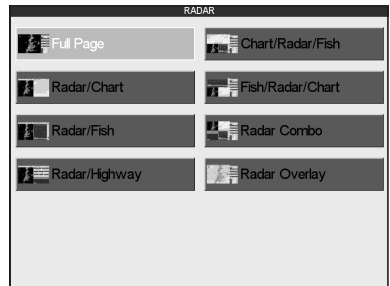 RADAR
Full Page
Chart/Radar/Fish
Radar/Chart
Fish/Radar/Chart
Radar/Fish
Radar Combo
Radar/Highway
Radar Overlay